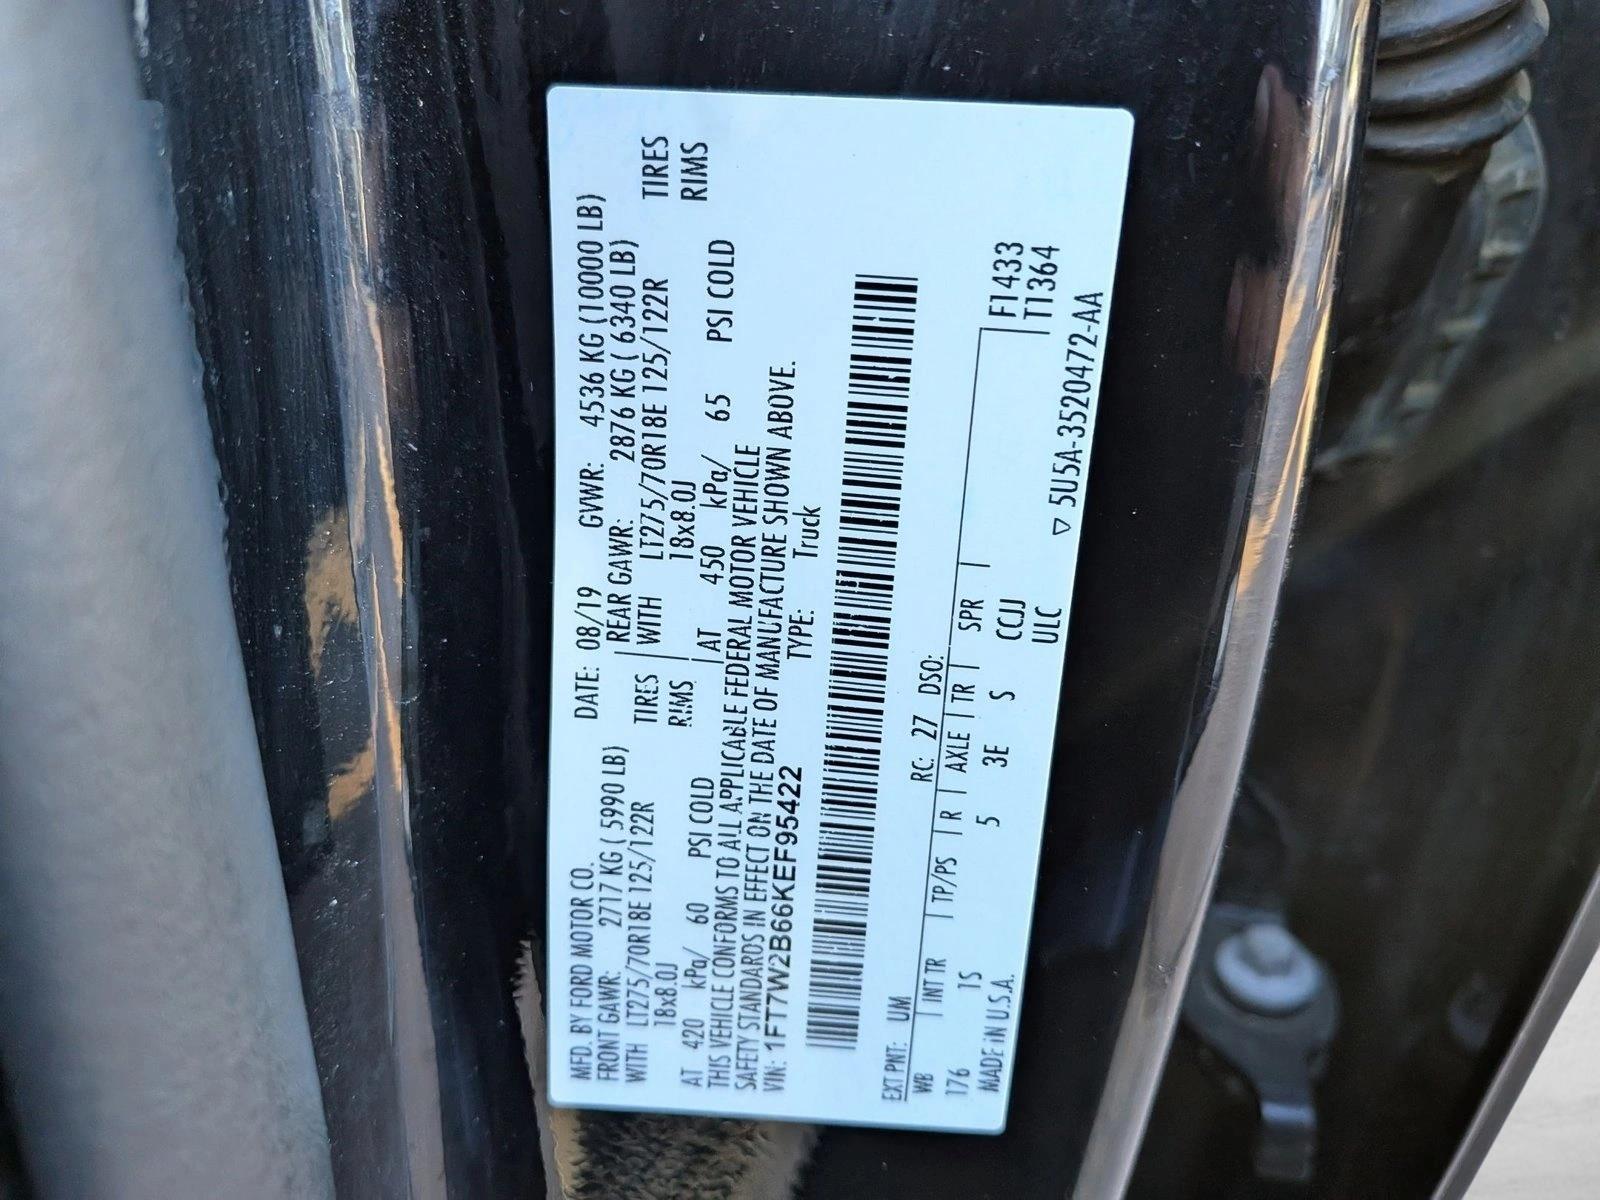 MFD. BY FORD MOTOR CO. DATE: 08/19 GVWR: 4536 KG (10000 LB)
FRONT GAWR: 2717 KG ( 5990 LB) REAR GAWR: 2876 KG ( 6340 LB)
WITH LT275/70R18E 125/122R TIRES WITH LT275/70R18E 125/122R TIRES
18x8.0J RIMS 18x8.0J RIMS
AT 420 kPa/ 60 PSI COLD AT 450 kPa/ 65 PSI COLD
THIS VEHICLE CONFORMS TO ALL APPLICABLE FEDERAL MOTOR VEHICLE
SAFETY STANDARDS IN EFFECT ON THE DATE OF MANUFACTURE SHOWN ABOVE.
VIN: 1FT7W2B66KEF95422 TYPE: Truck
EXT PNT: UM RC: 27 DSO:
WB INT TR TP/PS R AXLE TR SPR F1433
176 1S 5 3E S CCJJ T1364
MADE IN U.S.A. ULC
▽ 5U5A-3520472-AA